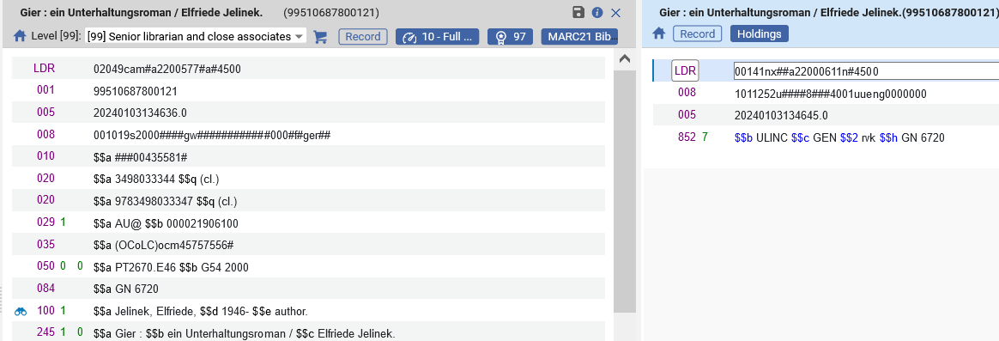 Gier : ein Unterhaltungsroman / Elfriede Jelinek. (99510687800121)
Level [99]: [99] Senior librarian and close associates Record 10 - Full ... 97 MARC21 Bib
LDR 02049cam#a2200577#a#4500
001 99510687800121
005 20240103134636.0
008 001019s2000####gw############000#f#ger##
010 $$a ###00435581#
020 $$a 3498033344 $$q (cl.)
020 $$a 9783498033347 $$q (cl.)
029 1 $$a AU@ $$b 000021906100
035 $$a (OCoLC)ocm45757556#
050 0 0 $$a PT2670.E46 $$b G54 2000
084 $$a GN 6720
100 1 $$a Jelinek, Elfriede, $$d 1946- $$e author.
245 1 0 $$a Gier : $$b ein Unterhaltungsroman / $$c Elfriede Jelinek.
Gier : ein Unterhaltungsroman / Elfriede Jelinek.(99510687800121)
Record Holdings
LDR 00141nx##a22000611n#4500
008 1011252u####8###4001uueng0000000
005 20240103134645.0
852 7 $$b ULINC $$c GEN $$2 rvk $$h GN 6720